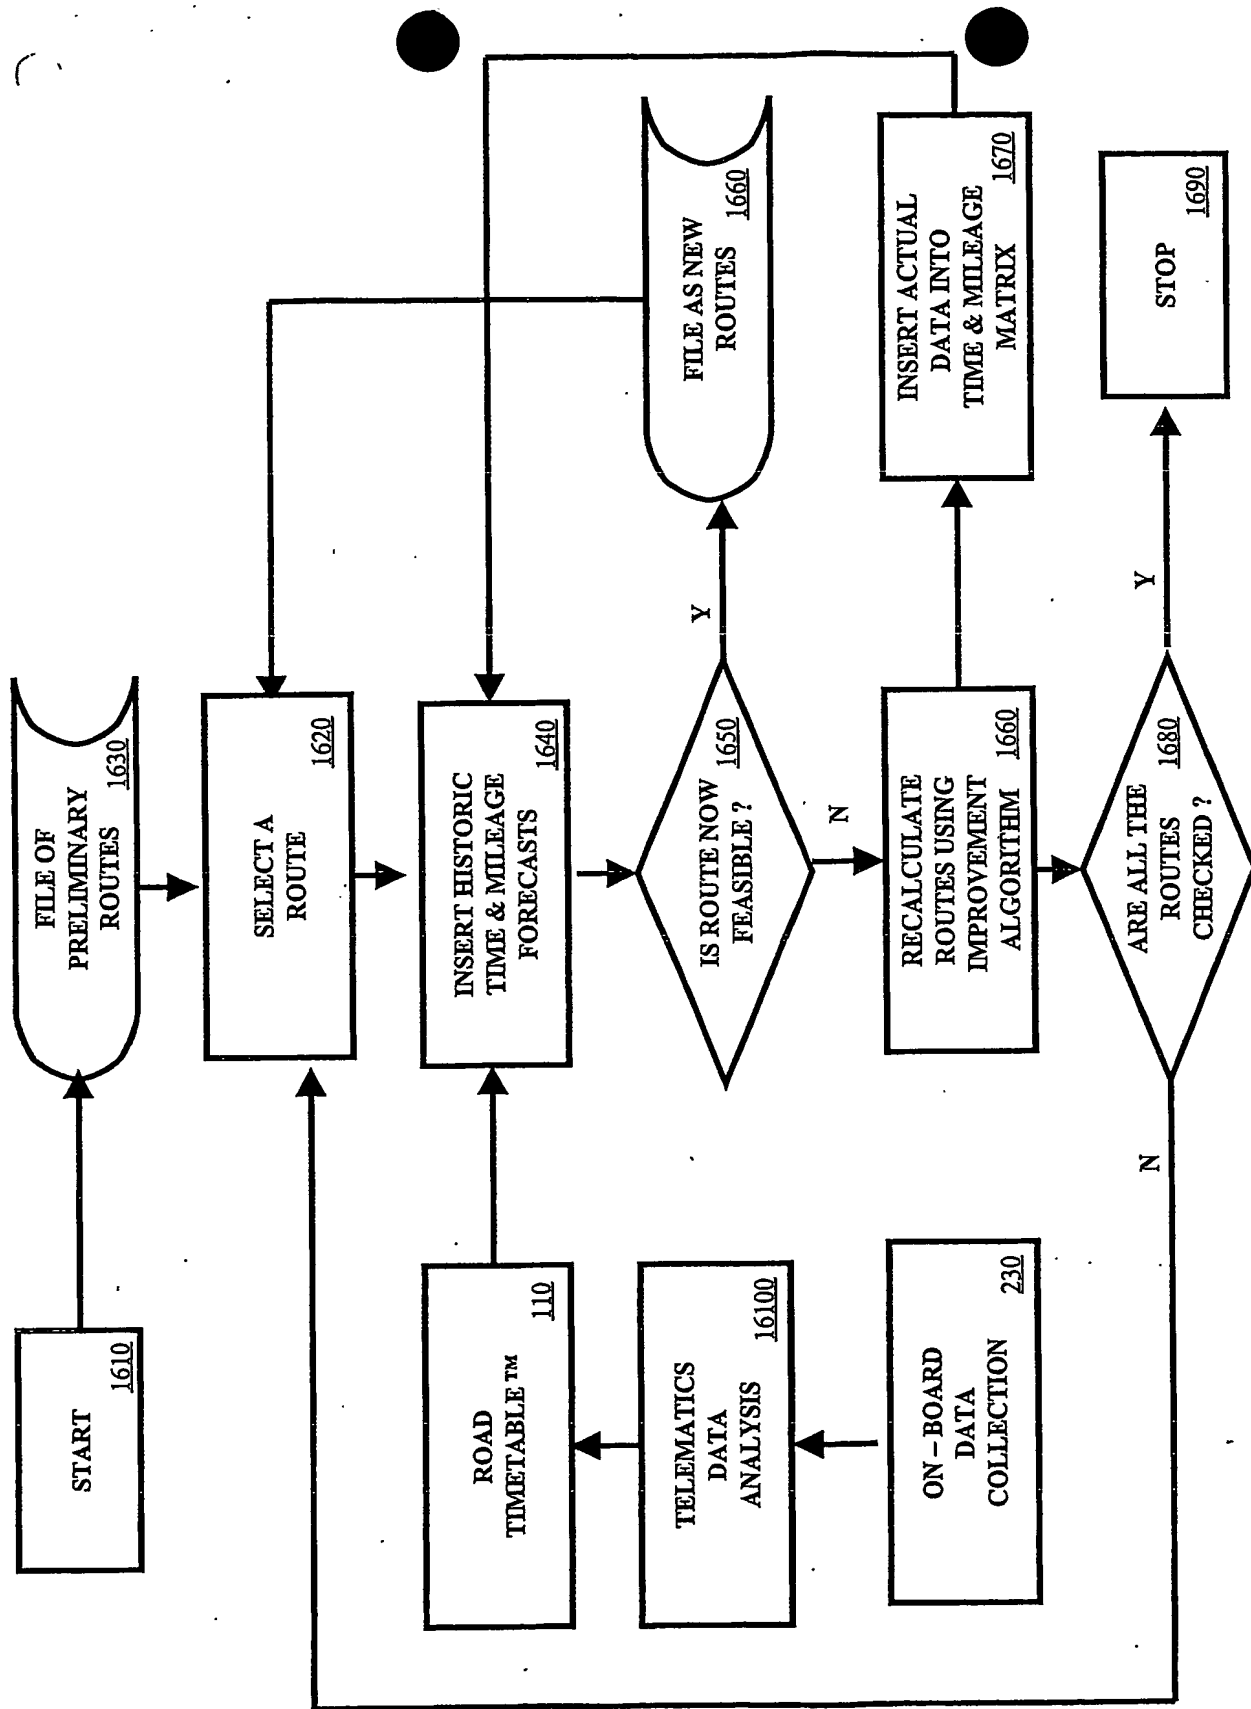 START
1610
FILE OF
PRELIMINARY
ROUTES
1630
SELECT A
ROUTE
1620
ROAD
TIMETABLE™
110
INSERT HISTORIC
TIME & MILEAGE
FORECASTS
1640
TELEMATICS
DATA
ANALYSIS
16100
IS ROUTE NOW
FEASIBLE ?
1650
Y
FILE AS NEW
ROUTES
1660
N
ON – BOARD
DATA
COLLECTION
230
RECALCULATE
ROUTES USING
IMPROVEMENT
ALGORITHM
1660
INSERT ACTUAL
DATA INTO
TIME & MILEAGE
MATRIX
1670
N
ARE ALL THE
ROUTES
CHECKED ?
1680
Y
STOP
1690